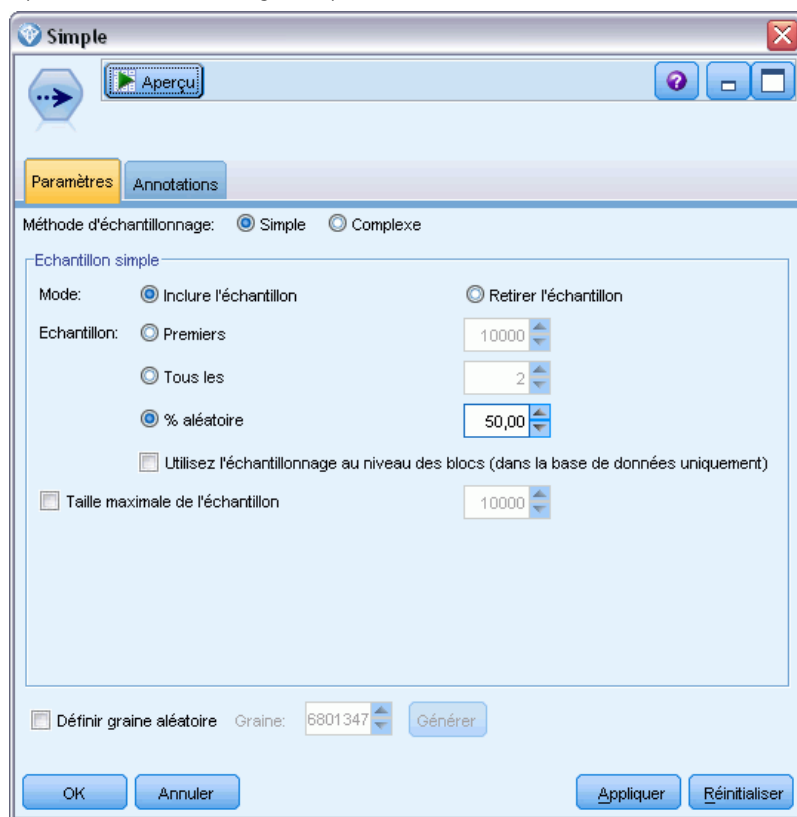 Simple
Aperçu
Paramètres Annotations
Méthode d'échantillonnage: Simple Complexe
Echantillon simple
Mode: Inclure l'échantillon Retirer l'échantillon
Echantillon: Premiers 10000
Tous les 2
% aléatoire 50,00
Utilisez l'échantillonnage au niveau des blocs (dans la base de données uniquement)
Taille maximale de l'échantillon 10000
Définir graine aléatoire Graine: 6801347 Générer
OK Annuler Appliquer Réinitialiser